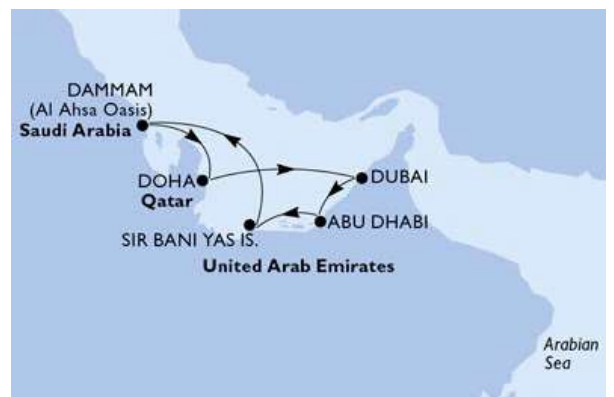 DAMMAM
(Al Ahsa Oasis)
Saudi Arabia
DOHA
Qatar
DUBAI
ABU DHABI
SIR BANI YAS IS.
United Arab Emirates
Arabian
Sea